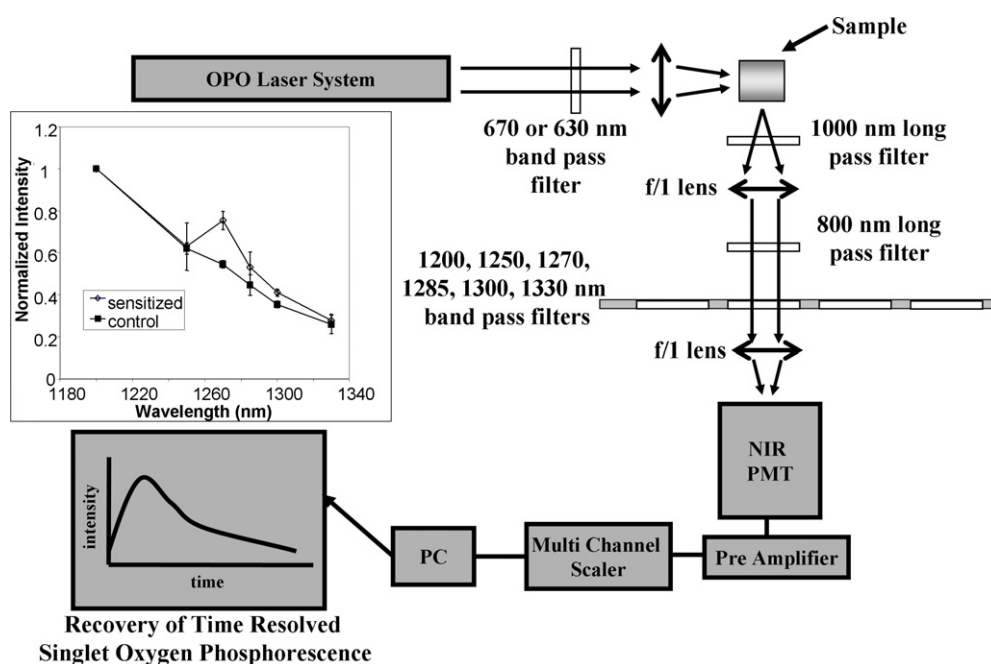 Sample
OPO Laser System
670 or 630 nm
band pass
filter
1000 nm long
pass filter
f/1 lens
800 nm long
pass filter
1200, 1250, 1270,
1285, 1300, 1330 nm
band pass filters
f/1 lens
NIR
PMT
Pre Amplifier
Multi Channel
Scaler
PC
1.2
1
0.8
0.6
0.4
0.2
0
Normalized Intensity
sensitized
control
1180
1220
1260
1300
1340
Wavelength (nm)
intensity
time
Recovery of Time Resolved
Singlet Oxygen Phosphorescence